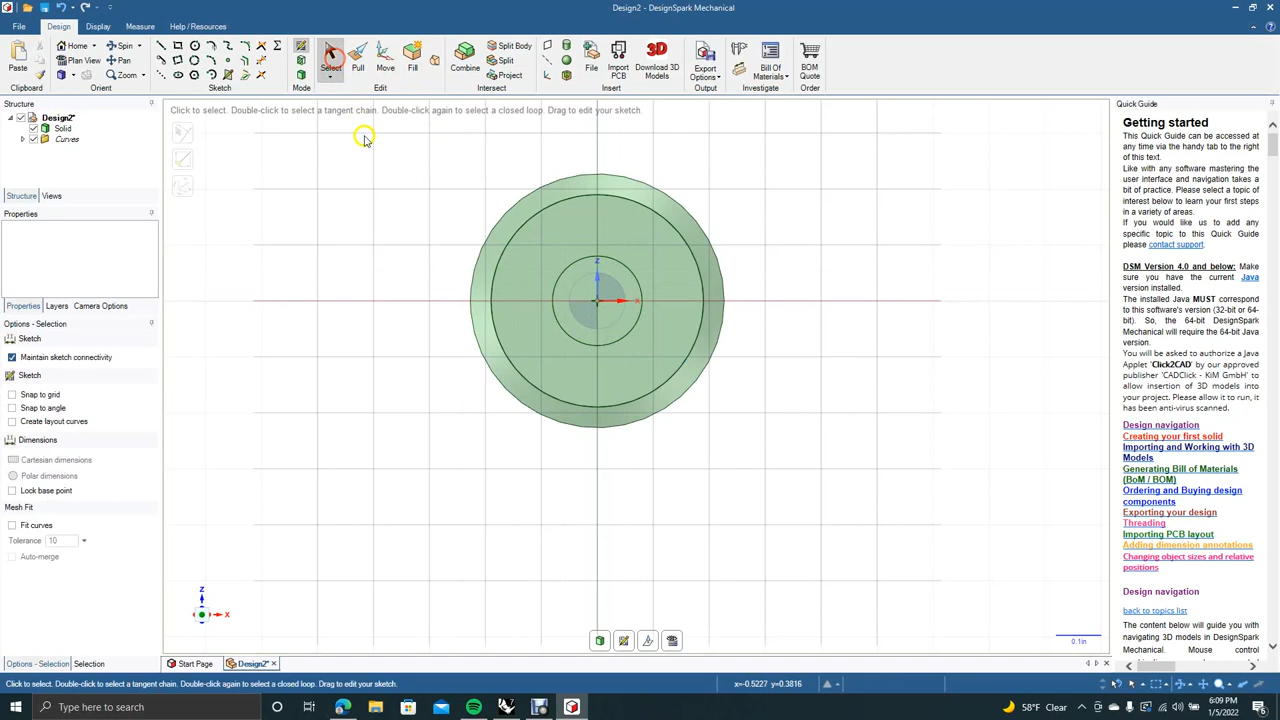 Design2* - DesignSpark Mechanical
File Design Display Measure Help / Resources
Paste
Clipboard
Home Spin
Plan View Pan
Zoom
Orient
Sketch
Mode
Select Pull Move Fill
Edit
Combine
Split Body
Split
Project
Intersect
File
Import PCB
Download 3D Models
Insert
Export Options
Output
Bill of Materials
Investigate
BOM Quote
Order
Structure
Design2*
Solid
Curves
Structure Views
Properties
Properties Layers Camera Options
Options - Selection
Sketch
Maintain sketch connectivity
Sketch
Snap to grid
Snap to angle
Create layout curves
Dimensions
Cartesian dimensions
Polar dimensions
Lock base point
Mesh Fit
Fit curves
Tolerance 10
Auto-merge
Options - Selection Selection
Click to select. Double-click to select a tangent chain. Double-click again to select a closed loop. Drag to edit your sketch.
Z
X
Z
X
0.1in
Start Page Design2*
Quick Guide
Getting started
This Quick Guide can be accessed at
any time via the handy tab to the right
of this text.
Like with any software mastering the
user interface and navigation takes a
bit of practice. Please select a topic of
interest below to learn your first steps
in a variety of areas.
If you would like us to add any
specific topic to this Quick Guide
please contact support.
DSM Version 4.0 and below: Make
sure you have the current Java
version installed.
The installed Java MUST correspond
to this software's version (32-bit or 64-
bit). So, the 64-bit DesignSpark
Mechanical will require the 64-bit Java
version.
You will be asked to authorize a Java
Applet 'Click2CAD' by our approved
publisher 'CADClick - KiM GmbH' to
allow insertion of 3D models into
your project. Please allow it to run, it
has been anti-virus scanned.
Design navigation
Creating your first solid
Importing and Working with 3D
Models
Generating Bill of Materials
(BoM / BOM)
Ordering and Buying design
components
Exporting your design
Threading
Importing PCB layout
Adding dimension annotations
Changing object sizes and relative
positions
Design navigation
back to topics list
The content below will guide you with
navigating 3D models in DesignSpark
Mechanical. Mouse control
Click to select. Double-click to select a tangent chain. Double-click again to select a closed loop. Drag to edit your sketch.
x=-0.5227 y=0.3816
Type here to search
58°F Clear
6:09 PM
1/5/2022